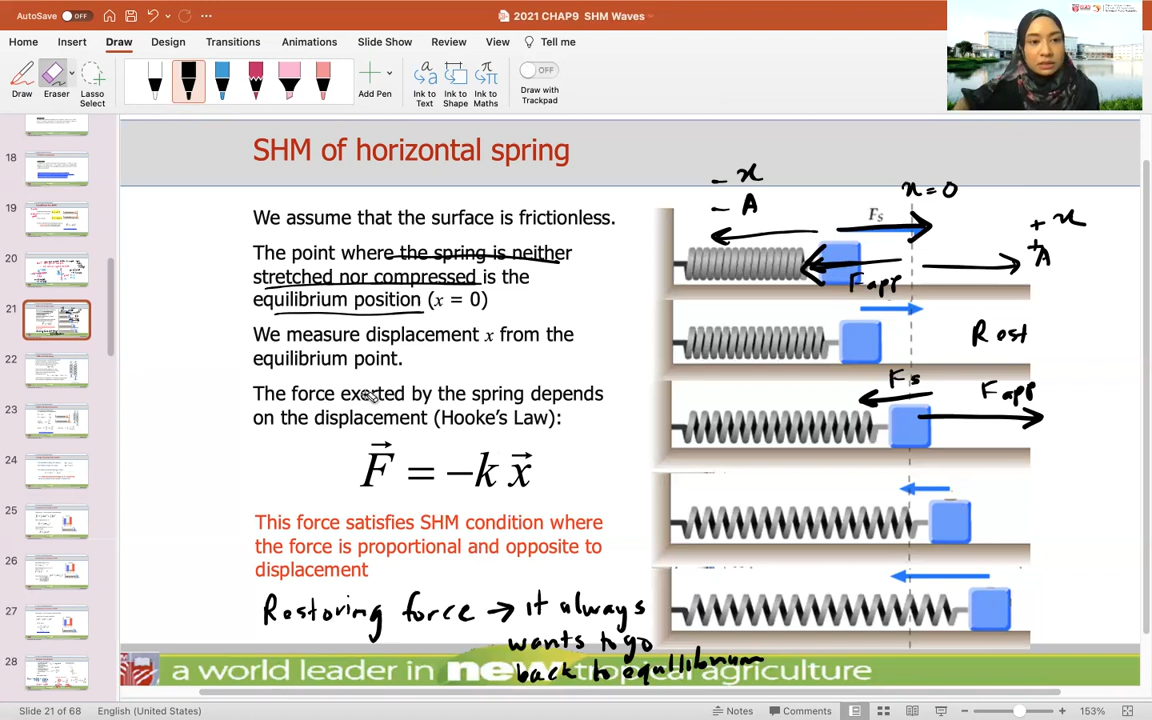 AutoSave OFF
2021 CHAP9 SHM Waves
Home Insert Draw Design Transitions Animations Slide Show Review View Tell me
Draw Eraser Lasso Select Add Pen Ink to Text Ink to Shape Ink to Maths Draw with Trackpad
OFF
18
19
20
21
22
23
24
25
26
27
28
SHM of horizontal spring
We assume that the surface is frictionless.
The point where the spring is neither
stretched nor compressed is the
equilibrium position (x = 0)
We measure displacement x from the
equilibrium point.
The force exerted by the spring depends
on the displacement (Hooke's Law):
F⃗ = −k x⃗
This force satisfies SHM condition where
the force is proportional and opposite to
displacement
Restoring force → it always
wants to go
back to equilibrium
- x
- A
x = 0
Fs
+ x
+A
Fapp
Rest
Fs
Fapp
a world leader in new tropical agriculture
Slide 21 of 68 English (United States) Notes Comments 153%